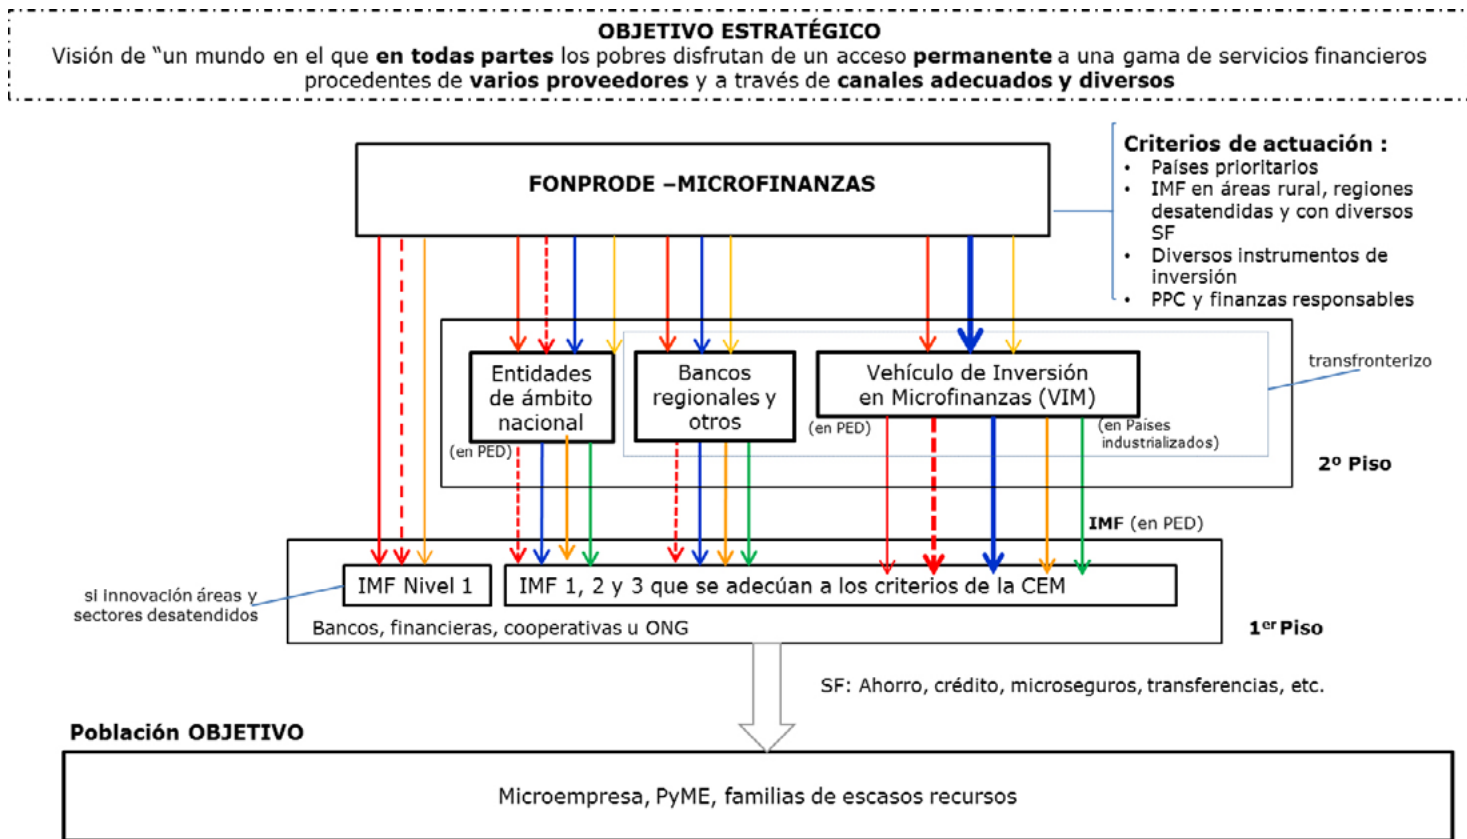 OBJETIVO ESTRATÉGICO
Visión de “un mundo en el que en todas partes los pobres disfrutan de un acceso permanente a una gama de servicios financieros
procedentes de varios proveedores y a través de canales adecuados y diversos
FONPRODE –MICROFINANZAS
Criterios de actuación :
• Países prioritarios
• IMF en áreas rural, regiones
desatendidas y con diversos
SF
• Diversos instrumentos de
inversión
• PPC y finanzas responsables
Entidades
de ámbito
nacional
(en PED)
Bancos
regionales y
otros
Vehículo de Inversión
en Microfinanzas (VIM)
(en PED)
(en Países
industrializados)
transfronterizo
2º Piso
IMF (en PED)
si innovación áreas y
sectores desatendidos
IMF Nivel 1
IMF 1, 2 y 3 que se adecúan a los criterios de la CEM
Bancos, financieras, cooperativas u ONG
1er Piso
SF: Ahorro, crédito, microseguros, transferencias, etc.
Población OBJETIVO
Microempresa, PyME, familias de escasos recursos